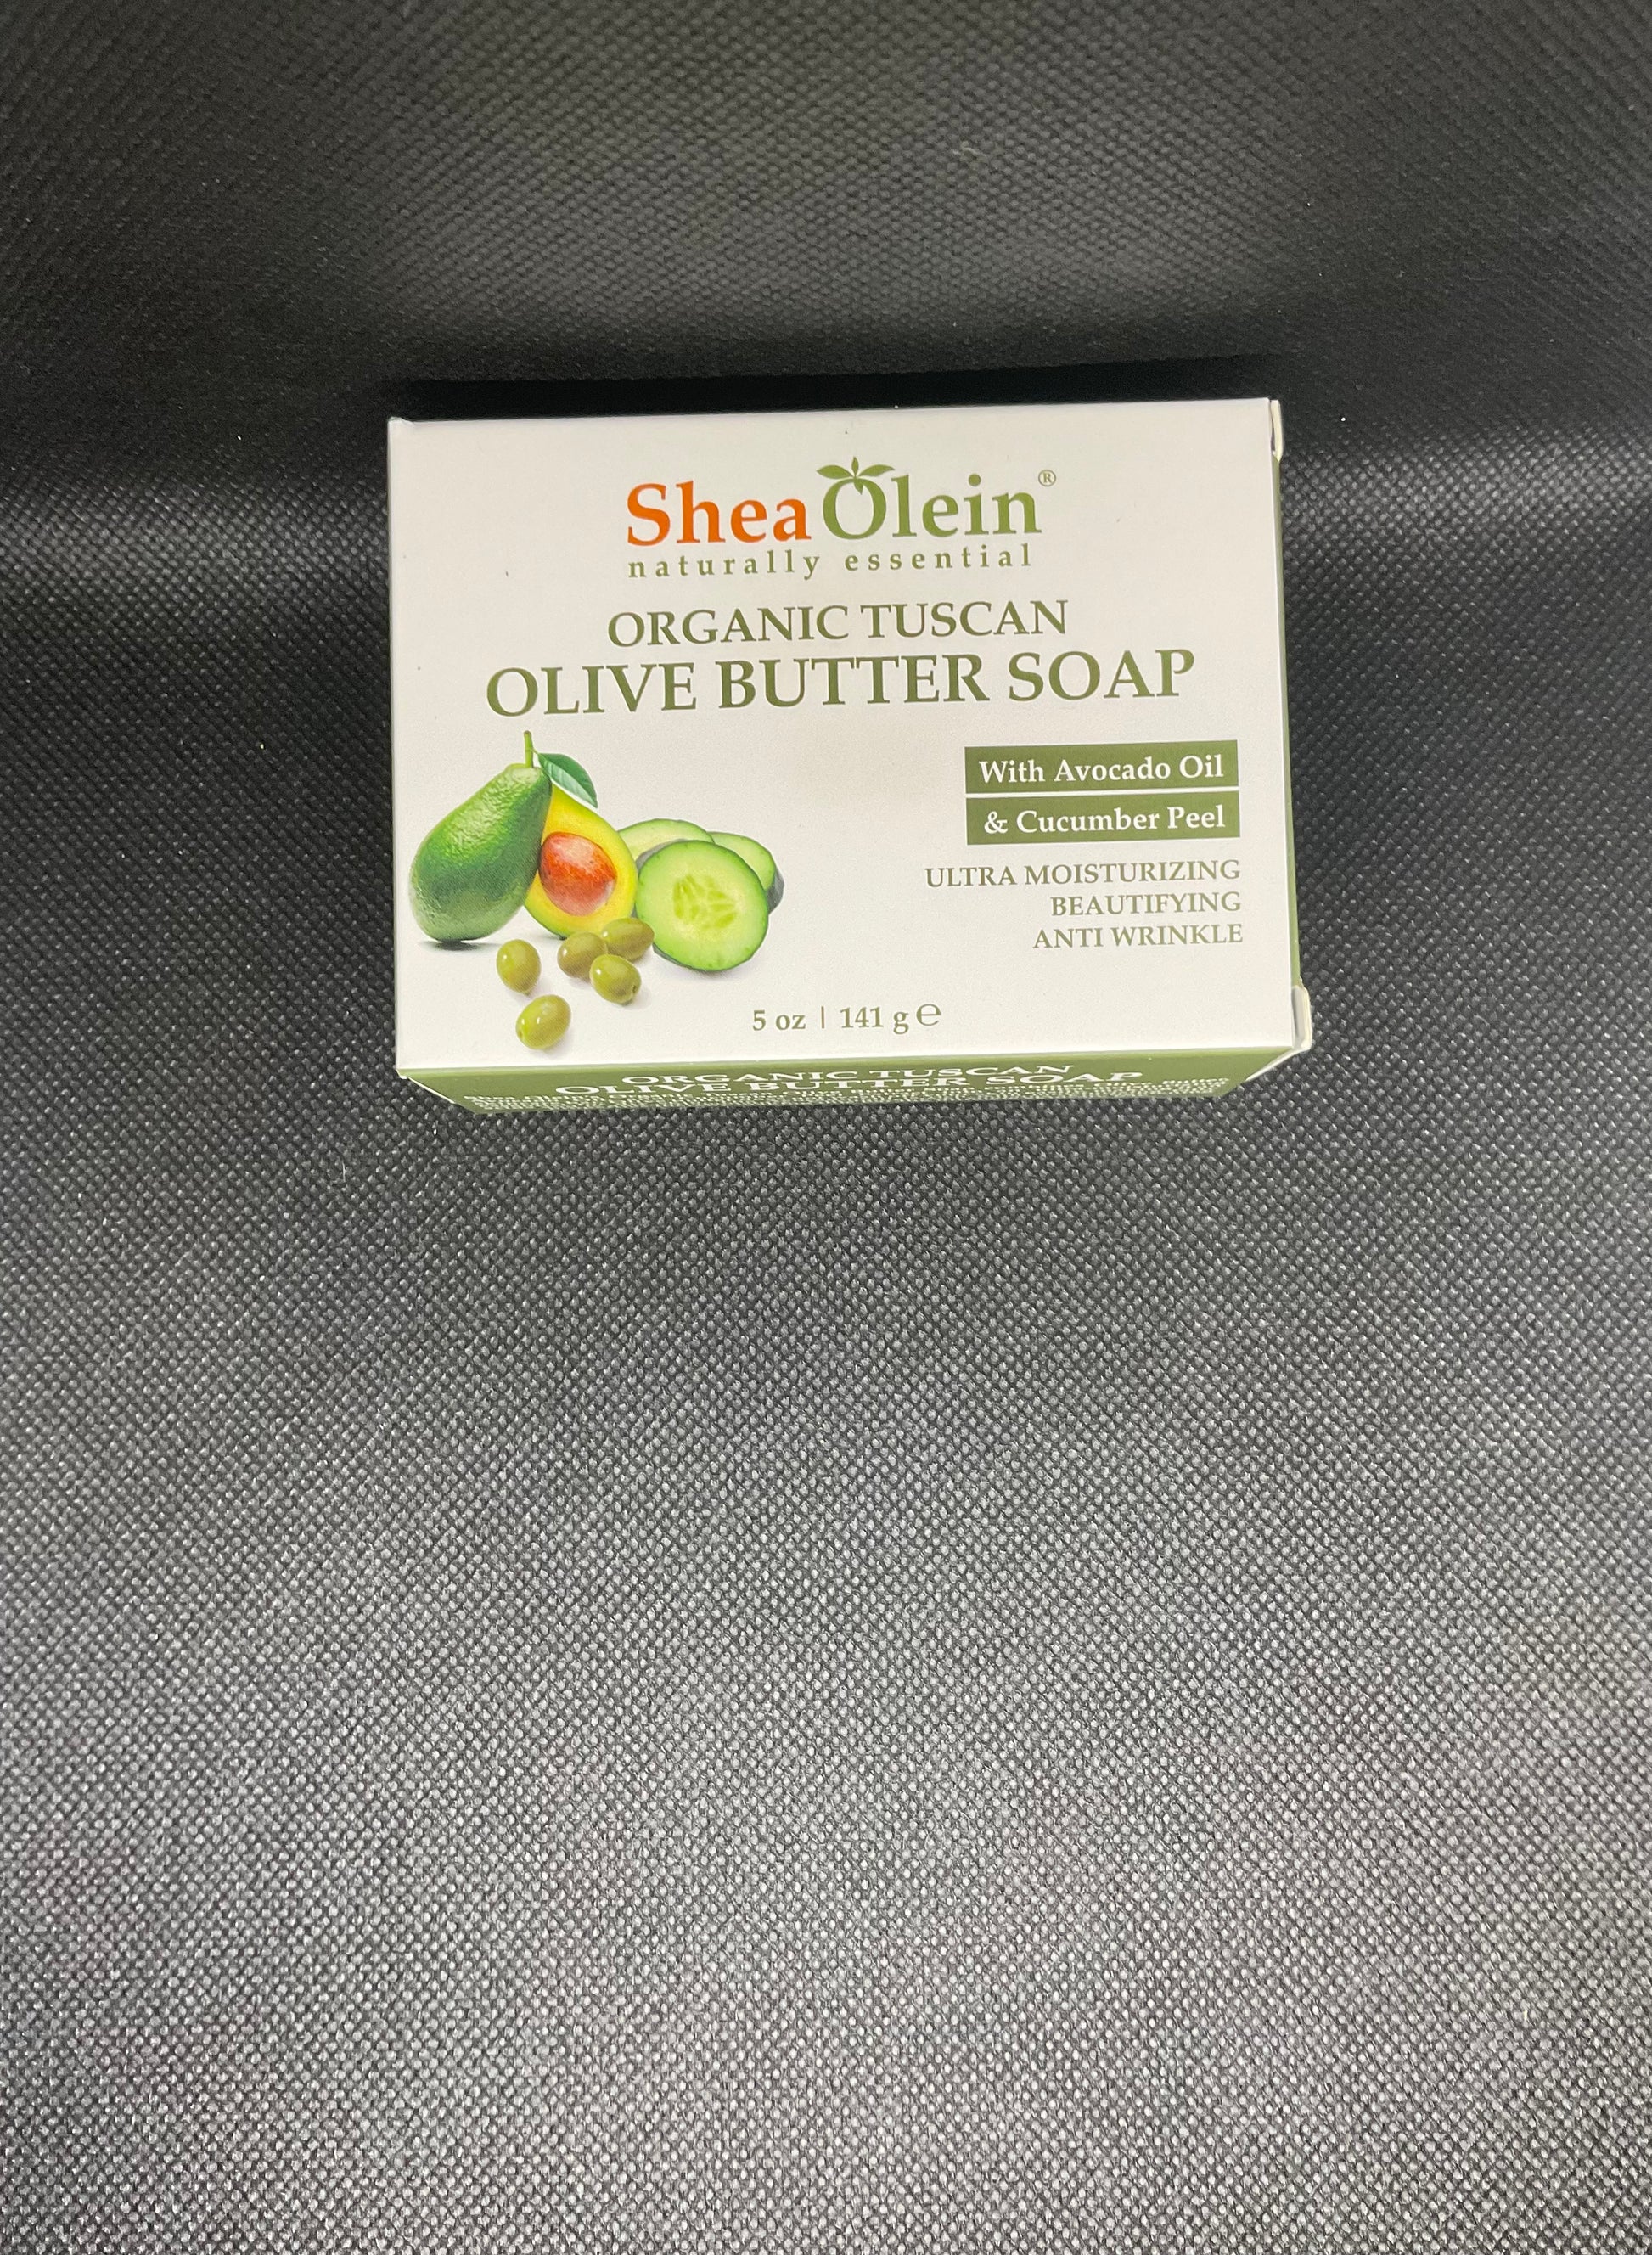 SheaOlein®
naturally essential
ORGANIC TUSCAN
OLIVE BUTTER SOAP
With Avocado Oil
& Cucumber Peel
ULTRA MOISTURIZING
BEAUTIFYING
ANTI WRINKLE
5 oz | 141 g ℮
ORGANIC TUSCAN
OLIVE BUTTER SOAP